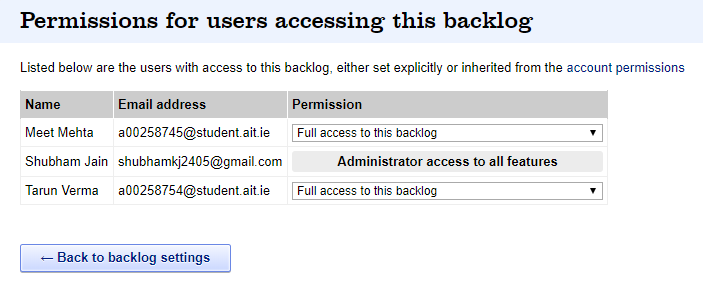 Permissions for users accessing this backlog
Listed below are the users with access to this backlog, either set explicitly or inherited from the account permissions
Name Email address Permission
Meet Mehta a00258745@student.ait.ie Full access to this backlog
Shubham Jain shubhamkj2405@gmail.com Administrator access to all features
Tarun Verma a00258754@student.ait.ie Full access to this backlog
← Back to backlog settings